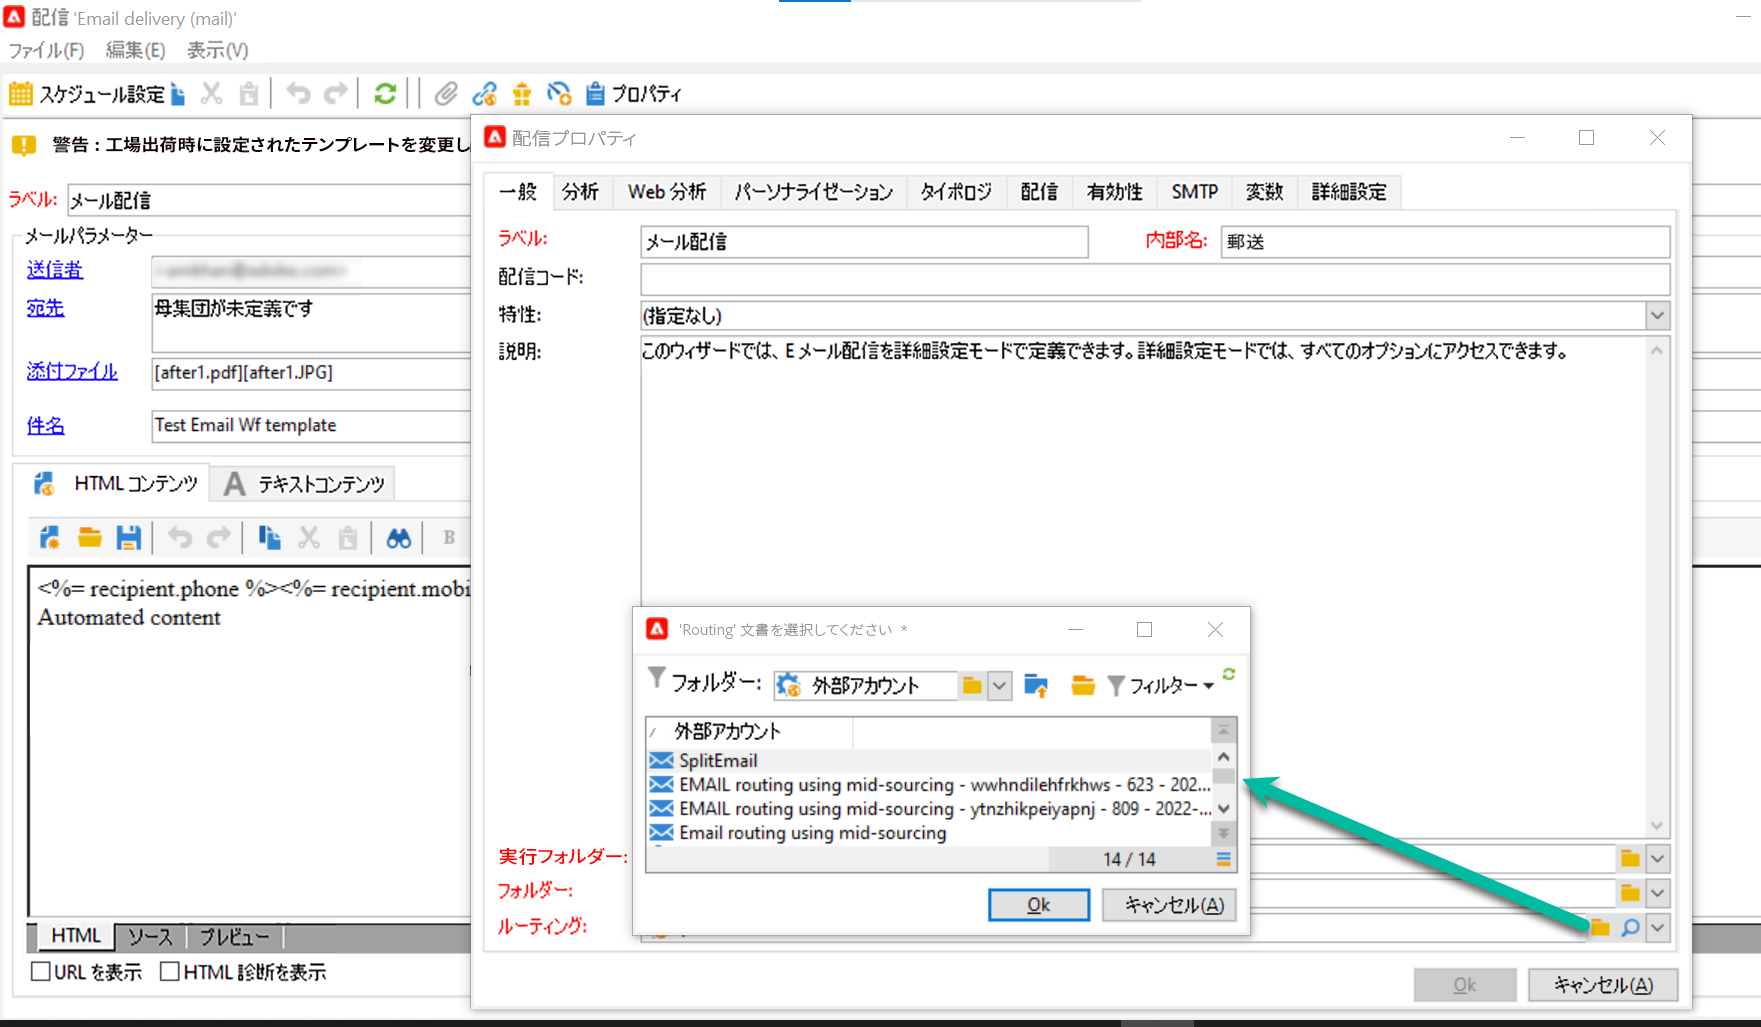 配信 'Email delivery (mail)'
ファイル(F) 編集(E) 表示(V)
スケジュール設定 プロパティ
警告 : 工場出荷時に設定されたテンプレートを変更し
ラベル: メール配信
メールパラメーター
送信者
宛先 母集団が未定義です
添付ファイル [after1.pdf][after1.JPG]
件名 Test Email Wf template
HTML コンテンツ A テキストコンテンツ
B
<%= recipient.phone %><%= recipient.mobi
Automated content
HTML ソース プレビュー
URL を表示 HTML 診断を表示
配信プロパティ
一般 分析 Web 分析 パーソナライゼーション タイポロジ 配信 有効性 SMTP 変数 詳細設定
ラベル: メール配信 内部名: 郵送
配信コード:
特性: (指定なし)
説明: このウィザードでは、E メール配信を詳細設定モードで定義できます。詳細設定モードでは、すべてのオプションにアクセスできます。
実行フォルダー:
フォルダー:
ルーティング:
Ok キャンセル(A)
'Routing' 文書を選択してください *
フォルダー: 外部アカウント フィルター
外部アカウント
SplitEmail
EMAIL routing using mid-sourcing - wwhndilehfrkhws - 623 - 202...
EMAIL routing using mid-sourcing - ytnzhikpeiyapnj - 809 - 2022-...
Email routing using mid-sourcing
14 / 14
Ok キャンセル(A)